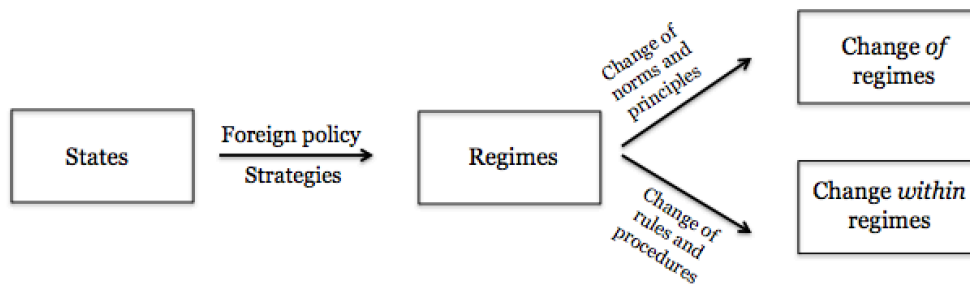 States
Foreign policy
Strategies
Regimes
Change of
norms and
principles
Change of
rules and
procedures
Change of
regimes
Change within
regimes